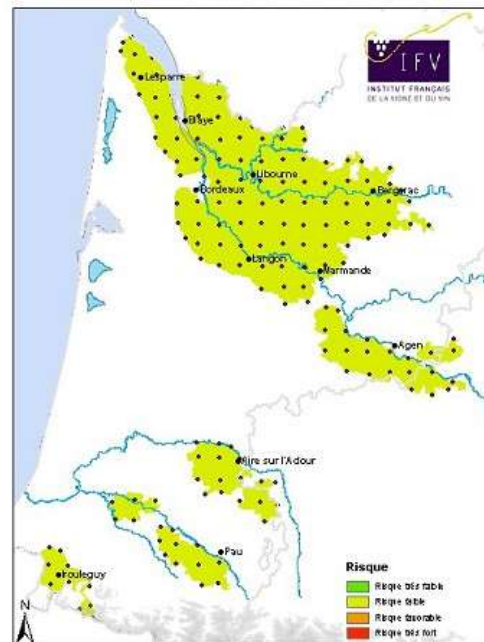 IFV
INSTITUT FRANÇAIS
DE LA VIGNE ET DU VIN
Lesparre
Blaye
Libourne
Bordeaux
Bergerac
Langon
Marmande
Agen
Aire sur l'Adour
Pau
Irouleguy
N
Risque
Risque très faible
Risque faible
Risque favorable
Risque très fort